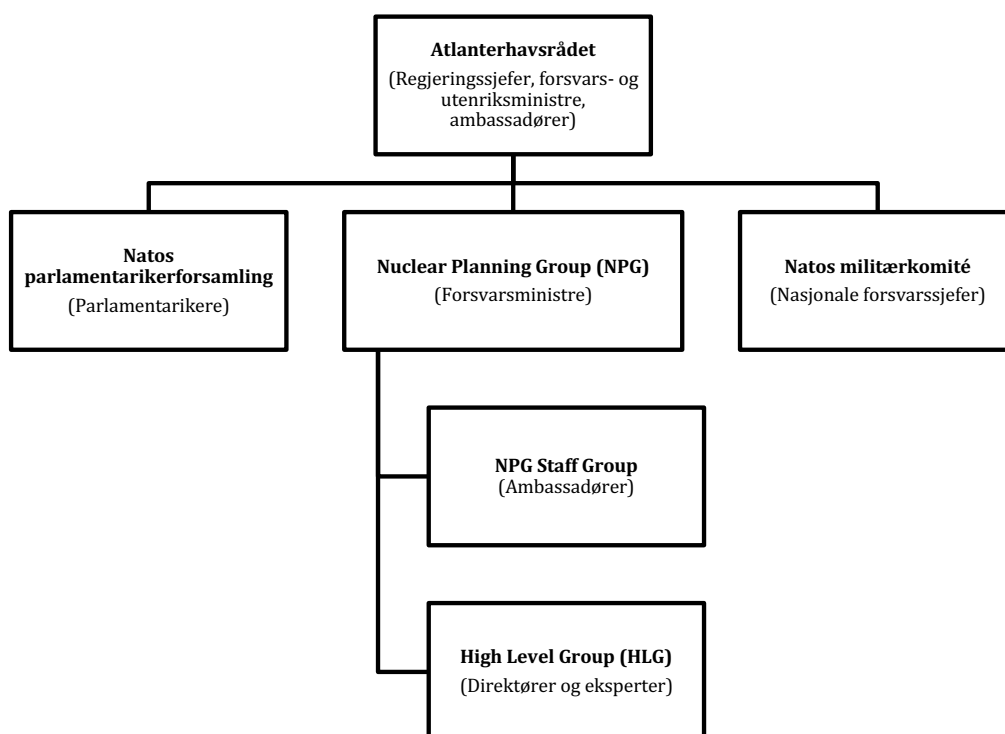 Atlanterhavsrådet
(Regjeringssjefer, forsvars- og
utenriksministre,
ambassadører)
Natos
parlamentarikerforsamling
(Parlamentarikere)
Nuclear Planning Group (NPG)
(Forsvarsministre)
Natos militærkomité
(Nasjonale forsvarssjefer)
NPG Staff Group
(Ambassadører)
High Level Group (HLG)
(Direktører og eksperter)